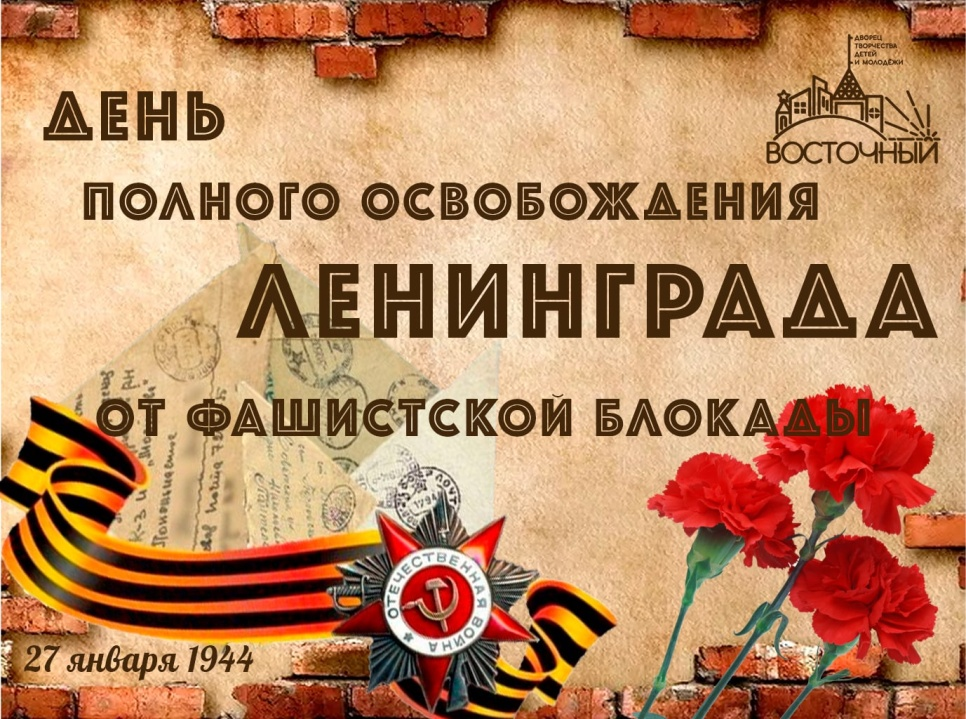 ДВОРЕЦ
ТВОРЧЕСТВА
ДЕТЕЙ
И МОЛОДЁЖИ
ВОСТОЧНЫЙ
ДЕНЬ
ПОЛНОГО ОСВОБОЖДЕНИЯ
ЛЕНИНГРАДА
ОТ ФАШИСТСКОЙ БЛОКАДЫ
ОТЕЧЕСТВЕННАЯ ВОЙНА
27 января 1944